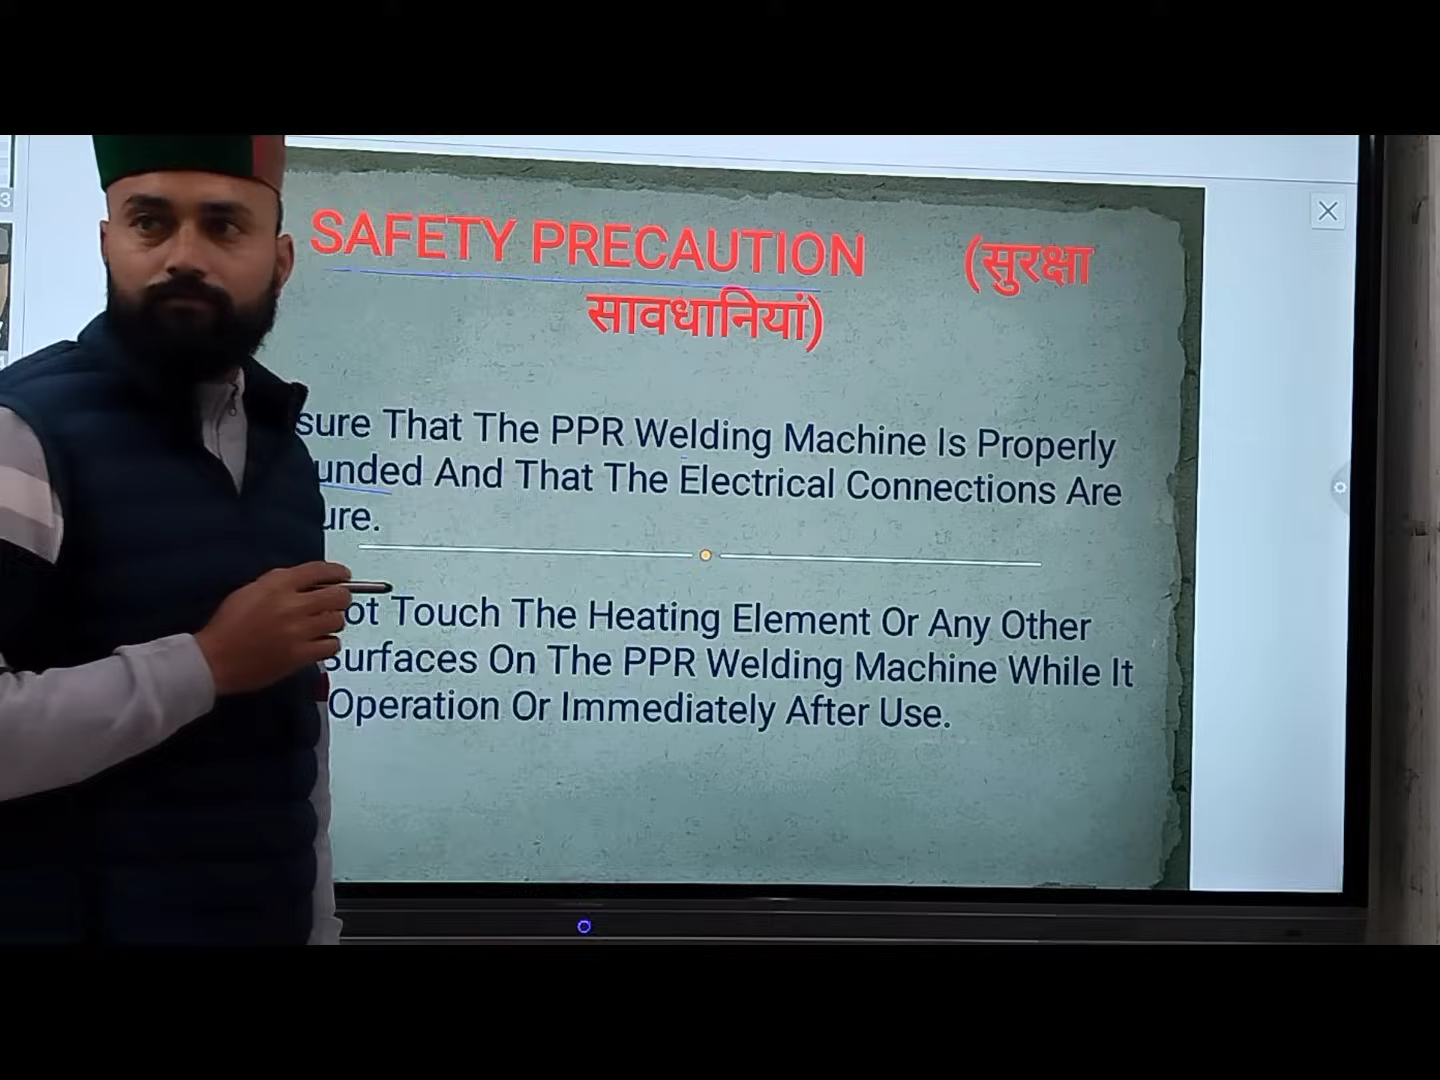 SAFETY PRECAUTION (सुरक्षा
सावधानियां)
sure That The PPR Welding Machine Is Properly
unded And That The Electrical Connections Are
ure.
ot Touch The Heating Element Or Any Other
Surfaces On The PPR Welding Machine While It
Operation Or Immediately After Use.
3